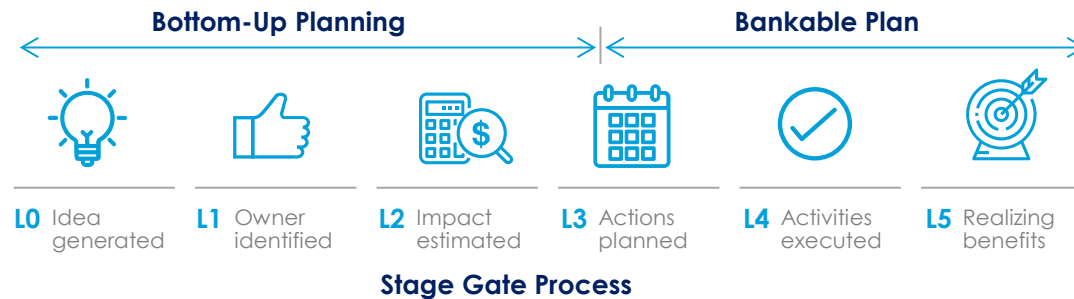 Bottom-Up Planning
Bankable Plan
$
L0 Idea
generated
L1 Owner
identified
L2 Impact
estimated
L3 Actions
planned
L4 Activities
executed
L5 Realizing
benefits
Stage Gate Process